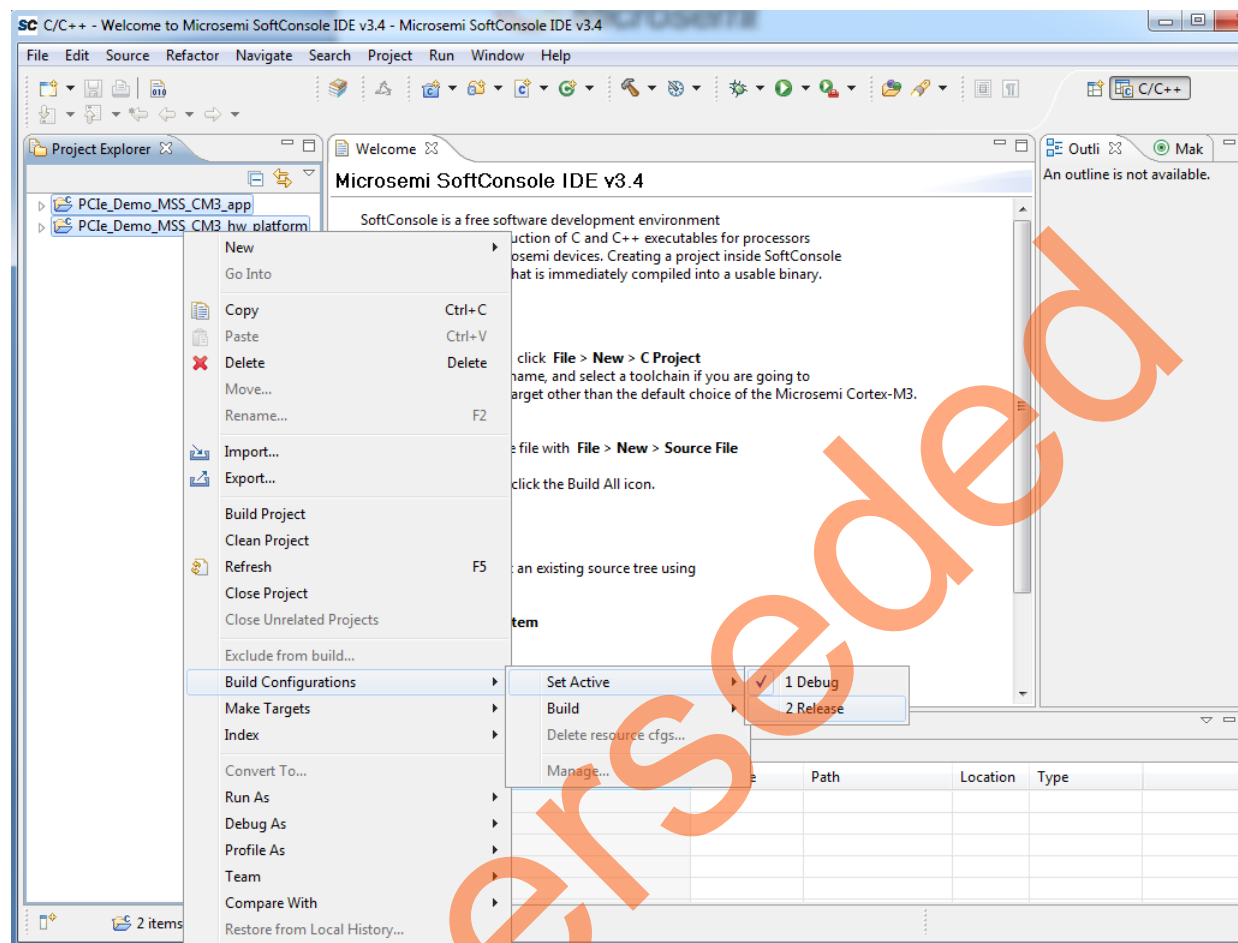 SC C/C++ - Welcome to Microsemi SoftConsole IDE v3.4 - Microsemi SoftConsole IDE v3.4
File Edit Source Refactor Navigate Search Project Run Window Help
C/C++
Project Explorer
Welcome
Outli
Mak
Microsemi SoftConsole IDE v3.4
An outline is not available.
PCIe_Demo_MSS_CM3_app
PCIe_Demo_MSS_CM3_hw_platform
SoftConsole is a free software development environment
uction of C and C++ executables for processors
osemi devices. Creating a project inside SoftConsole
hat is immediately compiled into a usable binary.
click File > New > C Project
name, and select a toolchain if you are going to
arget other than the default choice of the Microsemi Cortex-M3.
e file with File > New > Source File
click the Build All icon.
an existing source tree using
tem
New
Go Into
Copy Ctrl+C
Paste Ctrl+V
Delete Delete
Move...
Rename... F2
Import...
Export...
Build Project
Clean Project
Refresh F5
Close Project
Close Unrelated Projects
Exclude from build...
Build Configurations
Make Targets
Index
Convert To...
Run As
Debug As
Profile As
Team
Compare With
Restore from Local History...
Set Active
Build
Delete resource cfgs...
Manage...
1 Debug
2 Release
Path Location Type
2 items
erseded